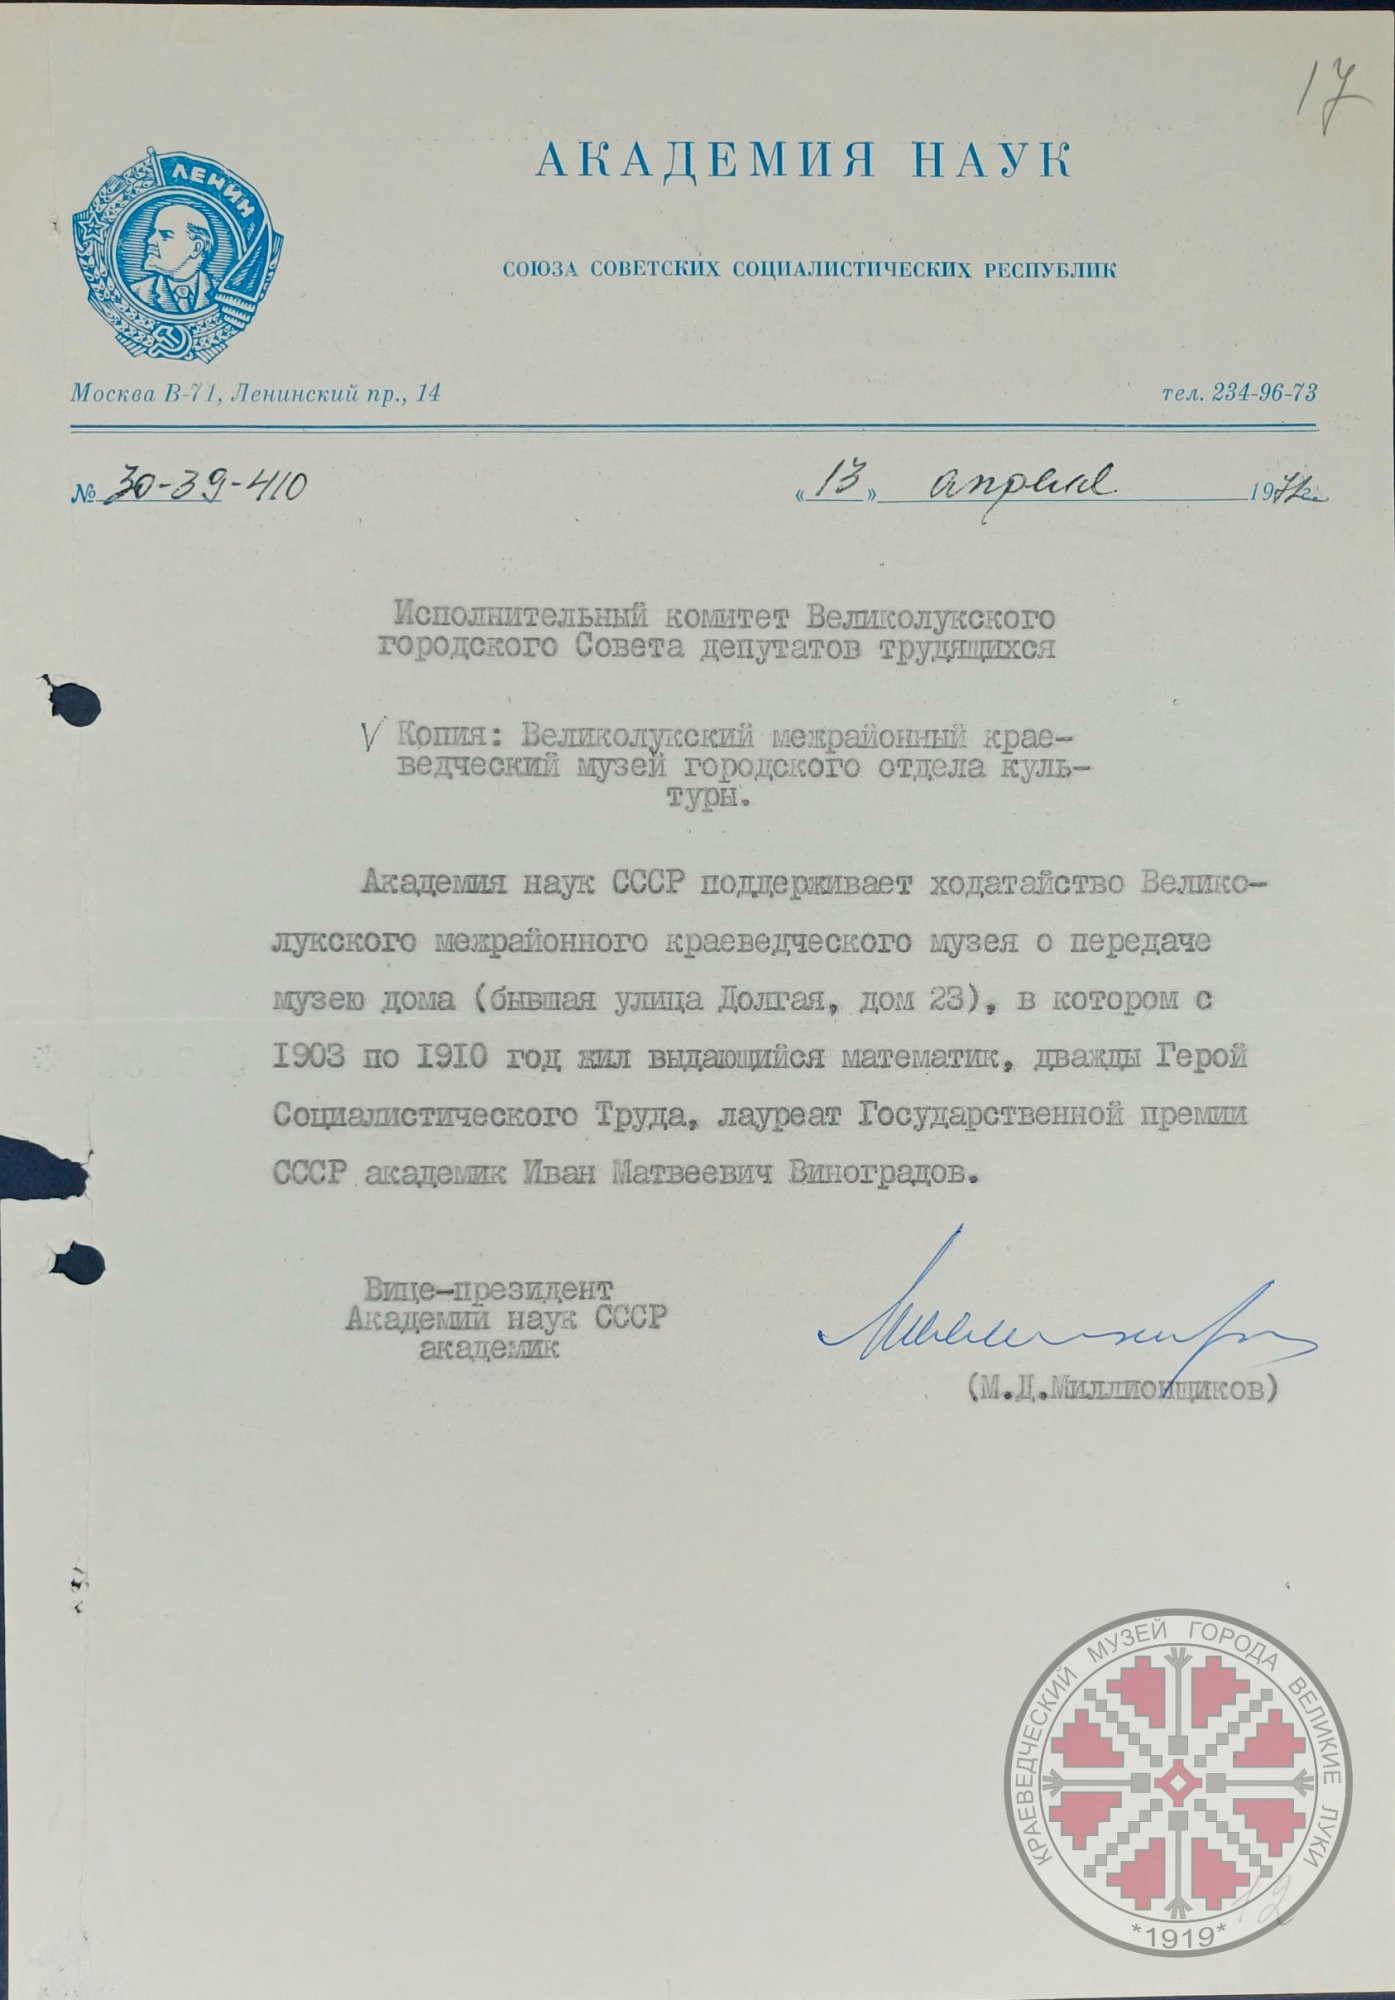 17
АКАДЕМИЯ НАУК
ЛЕНИН
СОЮЗА СОВЕТСКИХ СОЦИАЛИСТИЧЕСКИХ РЕСПУБЛИК
Москва В-71, Ленинский пр., 14
тел. 234-96-73
№ 30-39-410
«13» апреля 1971г.
Исполнительный комитет Великолукского
городского Совета депутатов трудящихся
V Копия: Великолукский межрайонный крае-
ведческий музей городского отдела куль-
туры.
Академия наук СССР поддерживает ходатайство Велико-
лукского межрайонного краеведческого музея о передаче
музею дома (бывшая улица Долгая, дом 23), в котором с
1903 по 1910 год жил выдающийся математик, дважды Герой
Социалистического Труда, лауреат Государственной премии
СССР академик Иван Матвеевич Виноградов.
Вице-президент
Академии наук СССР
академик
(М.Д.Миллионщиков)
КРАЕВЕДЧЕСКИЙ МУЗЕЙ ГОРОДА ВЕЛИКИЕ ЛУКИ
12
*1919*